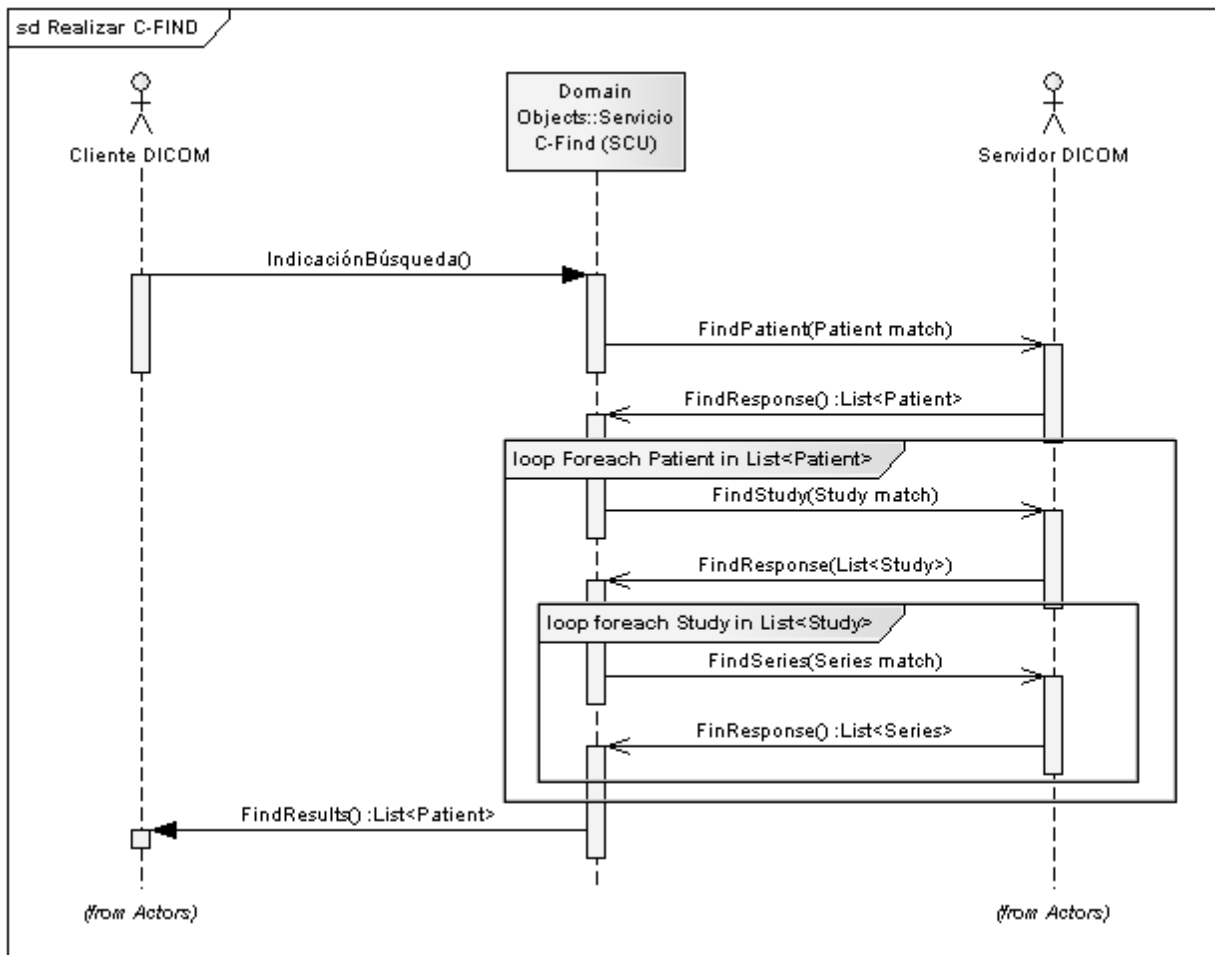 sd Realizar C-FIND
Cliente DICOM
Domain
Objects::Servicio
C-Find (SCU)
Servidor DICOM
IndicaciónBúsqueda()
FindPatient(Patient match)
FindResponse() :List<Patient>
loop Foreach Patient in List<Patient>
FindStudy(Study match)
FindResponse(List<Study>)
loop foreach Study in List<Study>
FindSeries(Series match)
FinResponse() :List<Series>
FindResults() :List<Patient>
(from Actors)
(from Actors)